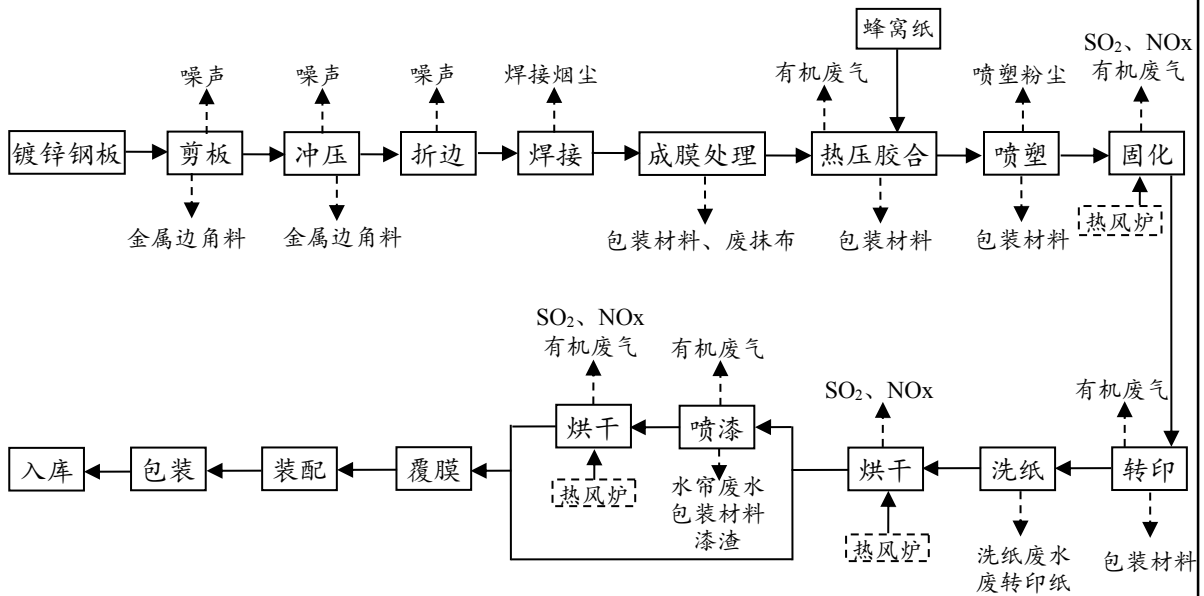 蜂窝纸
SO₂、NOx
噪声
噪声
噪声
焊接烟尘
有机废气
喷塑粉尘
有机废气
镀锌钢板
剪板
冲压
折边
焊接
成膜处理
热压胶合
喷塑
固化
金属边角料
金属边角料
包装材料、废抹布
包装材料
包装材料
热风炉
SO₂、NOx
有机废气
有机废气
SO₂、NOx
有机废气
入库
包装
装配
覆膜
烘干
喷漆
烘干
洗纸
转印
热风炉
水帘废水
包装材料
漆渣
热风炉
洗纸废水
废转印纸
包装材料